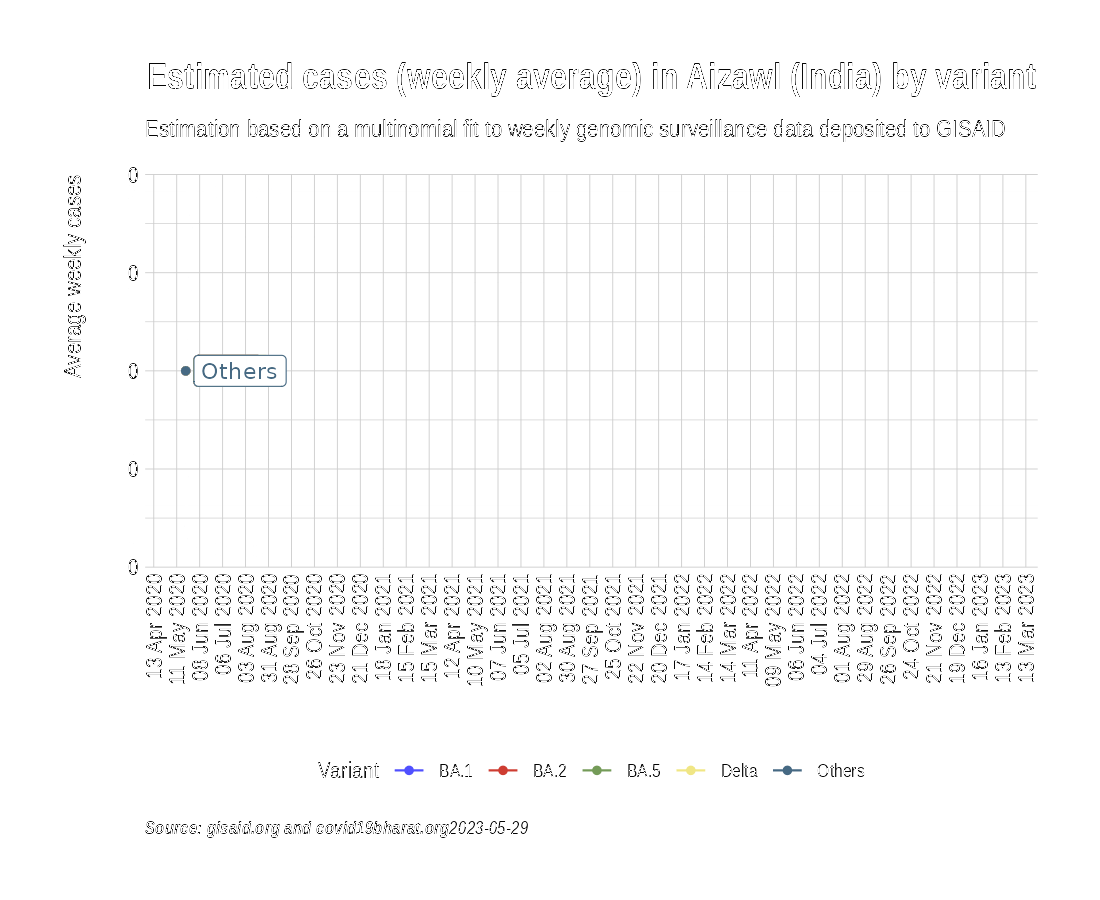 Estimated cases (weekly average) in Aizawl (India) by variant
Estimation based on a multinomial fit to weekly genomic surveillance data deposited to GISAID
Average weekly cases
0
0
0
0
0
Others
13 Apr 2020
11 May 2020
08 Jun 2020
06 Jul 2020
03 Aug 2020
31 Aug 2020
28 Sep 2020
26 Oct 2020
23 Nov 2020
21 Dec 2020
18 Jan 2021
15 Feb 2021
15 Mar 2021
12 Apr 2021
10 May 2021
07 Jun 2021
05 Jul 2021
02 Aug 2021
30 Aug 2021
27 Sep 2021
25 Oct 2021
22 Nov 2021
20 Dec 2021
17 Jan 2022
14 Feb 2022
14 Mar 2022
11 Apr 2022
09 May 2022
06 Jun 2022
04 Jul 2022
01 Aug 2022
29 Aug 2022
26 Sep 2022
24 Oct 2022
21 Nov 2022
19 Dec 2022
16 Jan 2023
13 Feb 2023
13 Mar 2023
Variant BA.1 BA.2 BA.5 Delta Others
Source: gisaid.org and covid19bharat.org2023-05-29